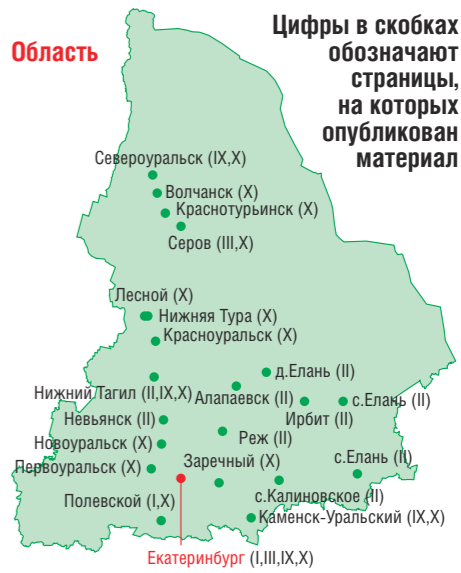 Область
Цифры в скобках
обозначают
страницы,
на которых
опубликован
материал
Североуральск (IX,X)
Волчанск (X)
Краснотурьинск (X)
Серов (III,X)
Лесной (X)
Нижняя Тура (X)
Красноуральск (X)
д.Елань (II)
Нижний Тагил (II,IX,X)
Алапаевск (II)
с.Елань (II)
Ирбит (II)
Невьянск (II)
Реж (II)
Новоуральск (X)
с.Елань (II)
Первоуральск (X)
Заречный (X)
Полевской (I,X)
с.Калиновское (II)
Каменск-Уральский (IX,X)
Екатеринбург (I,III,IX,X)